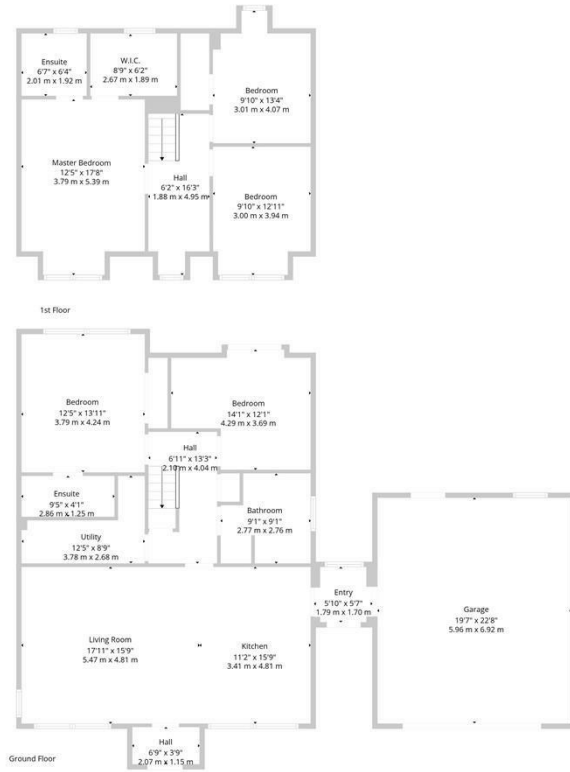 Ensuite
6'7" x 6'4"
2.01 m x 1.92 m
W.I.C.
8'9" x 6'2"
2.67 m x 1.89 m
Bedroom
9'10" x 13'4"
3.01 m x 4.07 m
Master Bedroom
12'5" x 17'8"
3.79 m x 5.39 m
Hall
6'2" x 16'3"
1.88 m x 4.95 m
Bedroom
9'10" x 12'11"
3.00 m x 3.94 m
1st Floor
Bedroom
12'5" x 13'11"
3.79 m x 4.24 m
Bedroom
14'1" x 12'1"
4.29 m x 3.69 m
Hall
6'11" x 13'3"
2.10 m x 4.04 m
Ensuite
9'5" x 4'1"
2.86 m x 1.25 m
Bathroom
9'1" x 9'1"
2.77 m x 2.76 m
Utility
12'5" x 8'9"
3.78 m x 2.68 m
Entry
5'10" x 5'7"
1.79 m x 1.70 m
Garage
19'7" x 22'8"
5.96 m x 6.92 m
Living Room
17'11" x 15'9"
5.47 m x 4.81 m
Kitchen
11'2" x 15'9"
3.41 m x 4.81 m
Hall
6'9" x 3'9"
2.07 m x 1.15 m
Ground Floor